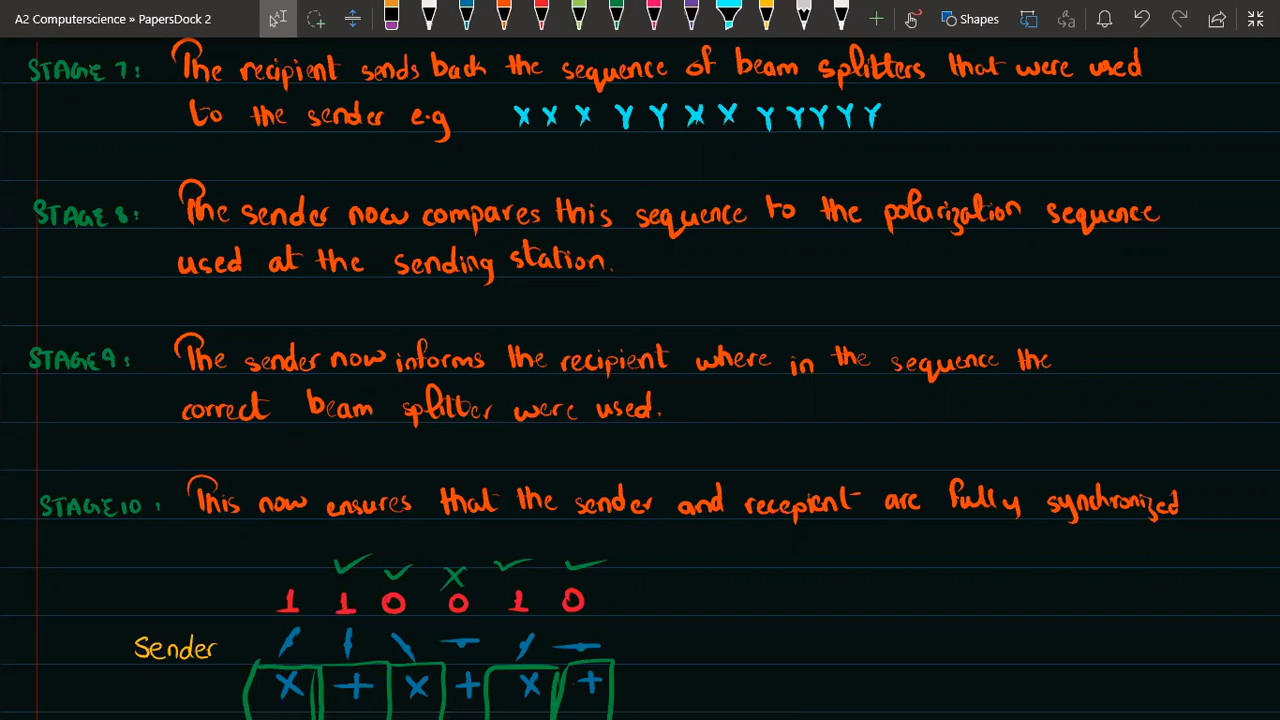 A2 Computerscience » PapersDock 2
Shapes
STAGE 7: The recipient sends back the sequence of beam splitters that were used
to the sender e.g X X X Y Y X X Y Y Y Y Y
STAGE 8: The sender now compares this sequence to the polarization sequence
used at the sending station.
STAGE 9: The sender now informs the recipient where in the sequence the
correct beam splitter were used.
STAGE 10: This now ensures that the sender and recepient are fully synchronized
✓ ✓ X ✓ ✓
1 1 0 0 1 0
Sender
X + X + X +